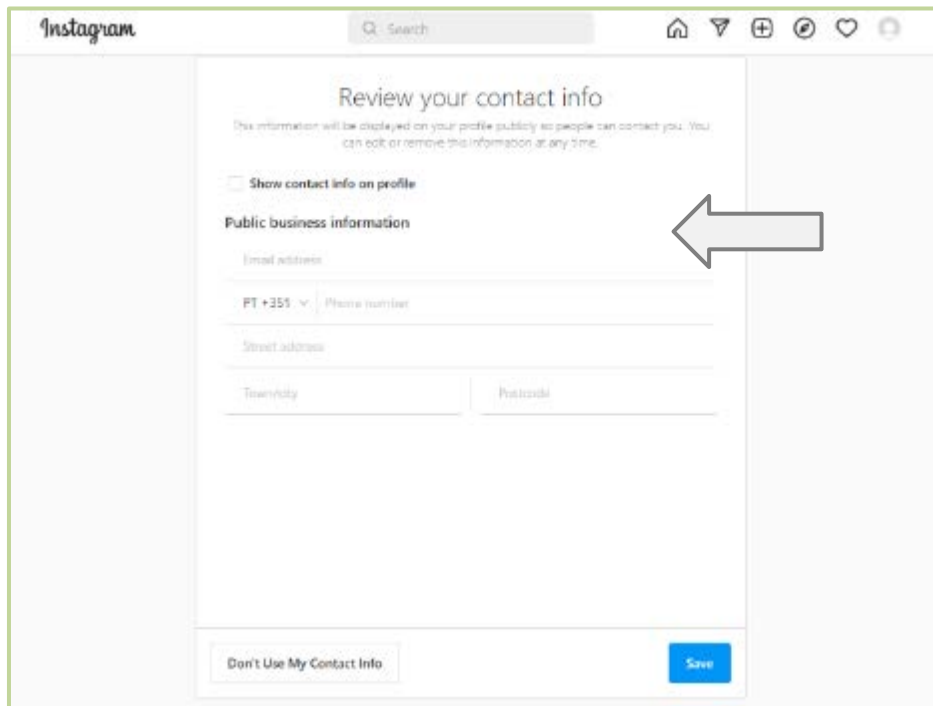 Instagram
Search
Review your contact info
This information will be displayed on your profile publicly so people can contact you. You
can edit or remove this information at any time.
Show contact info on profile
Public business information
Email address
PT +351 Phone number
Street address
Town/city Postcode
Don't Use My Contact Info Save